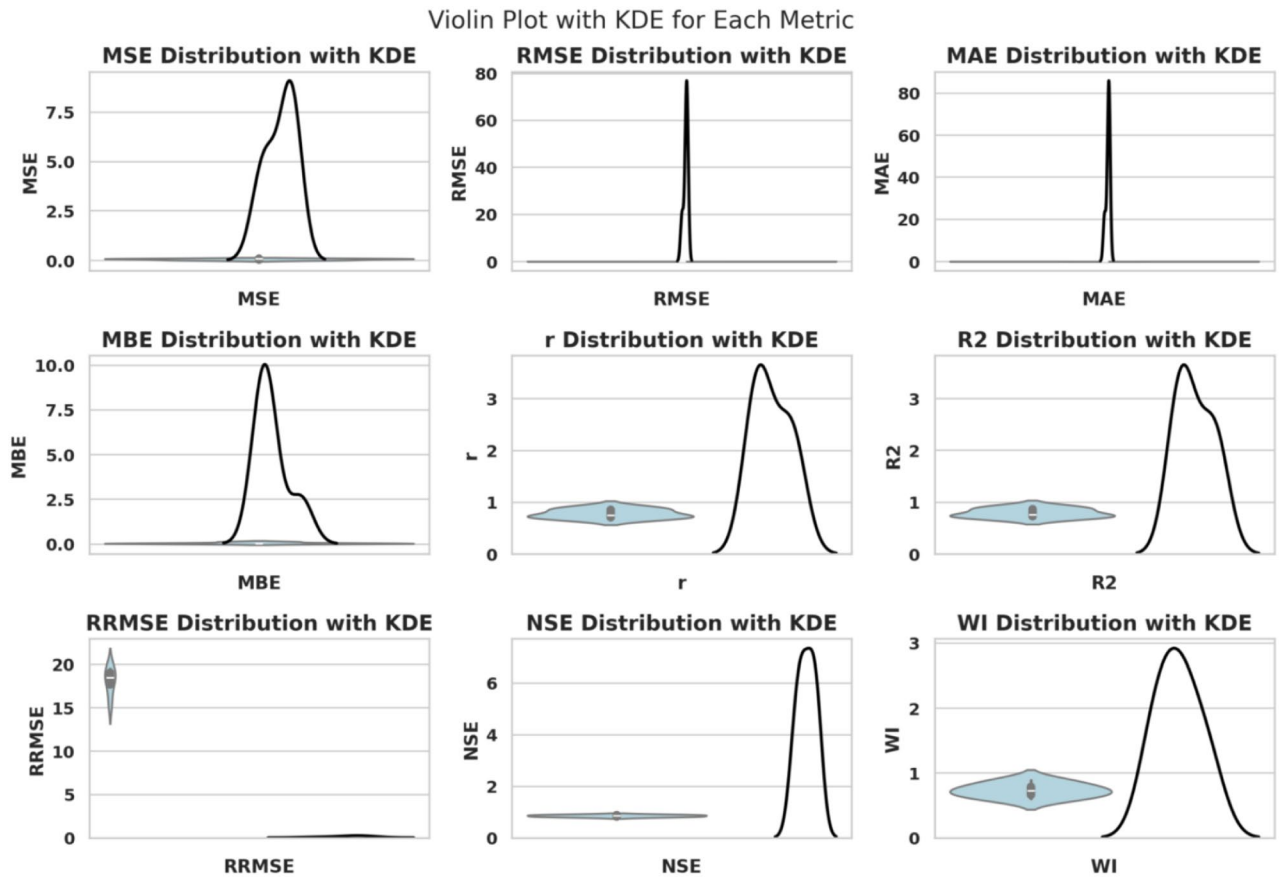 Violin Plot with KDE for Each Metric
MSE Distribution with KDE
MSE
7.5
5.0
2.5
0.0
MSE
RMSE Distribution with KDE
RMSE
80
60
40
20
0
RMSE
MAE Distribution with KDE
MAE
80
60
40
20
0
MAE
MBE Distribution with KDE
MBE
10.0
7.5
5.0
2.5
0.0
MBE
r Distribution with KDE
r
3
2
1
0
r
R2 Distribution with KDE
R2
3
2
1
0
R2
RRMSE Distribution with KDE
RRMSE
20
15
10
5
0
RRMSE
NSE Distribution with KDE
NSE
6
4
2
0
NSE
WI Distribution with KDE
WI
3
2
1
0
WI